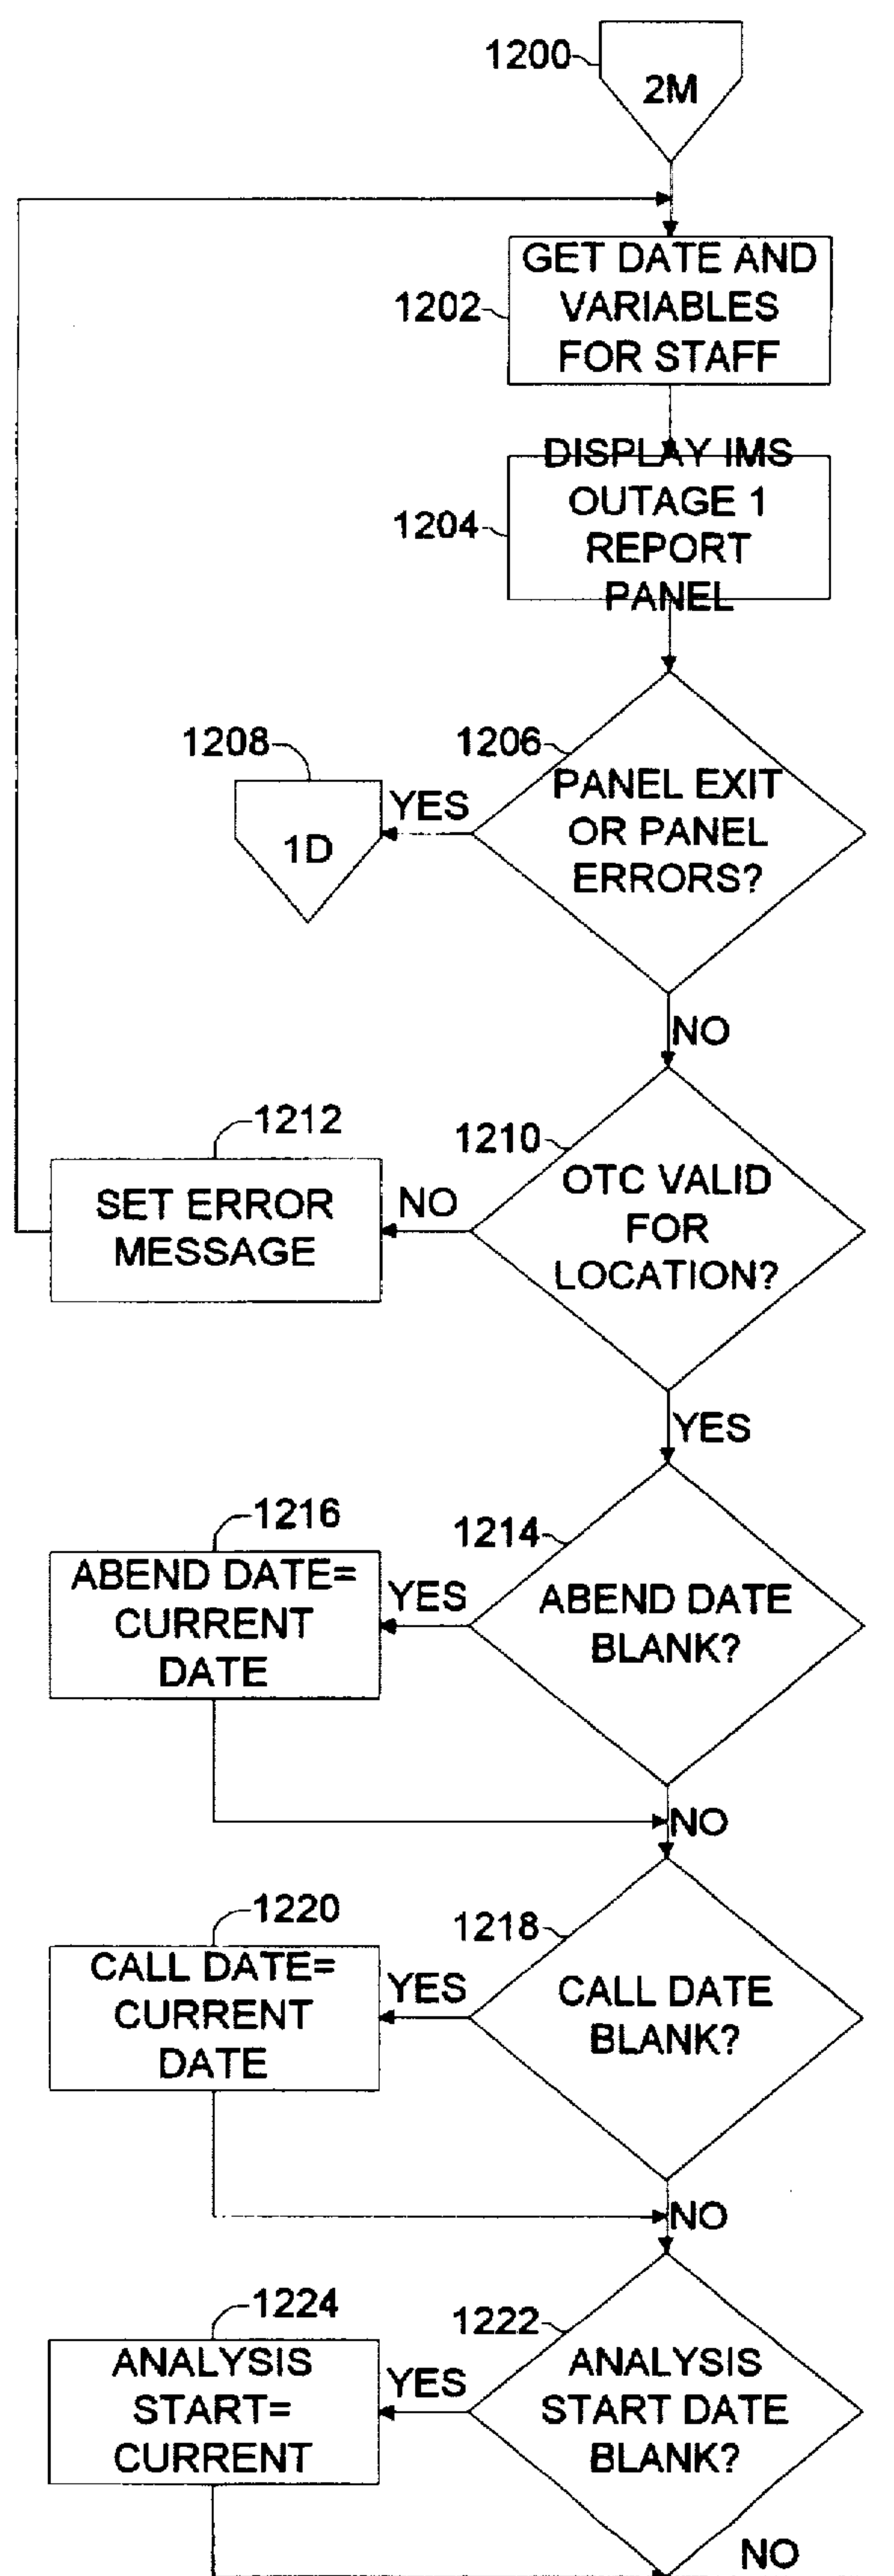 1200
2M
1202
GET DATE AND
VARIABLES
FOR STAFF
1204
DISPLAY IMS
OUTAGE 1
REPORT
PANEL
1206
PANEL EXIT
OR PANEL
ERRORS?
YES
1208
1D
NO
1210
OTC VALID
FOR
LOCATION?
NO
1212
SET ERROR
MESSAGE
YES
1214
ABEND DATE
BLANK?
YES
1216
ABEND DATE=
CURRENT
DATE
NO
1218
CALL DATE
BLANK?
YES
1220
CALL DATE=
CURRENT
DATE
NO
1222
ANALYSIS
START DATE
BLANK?
YES
1224
ANALYSIS
START=
CURRENT
NO